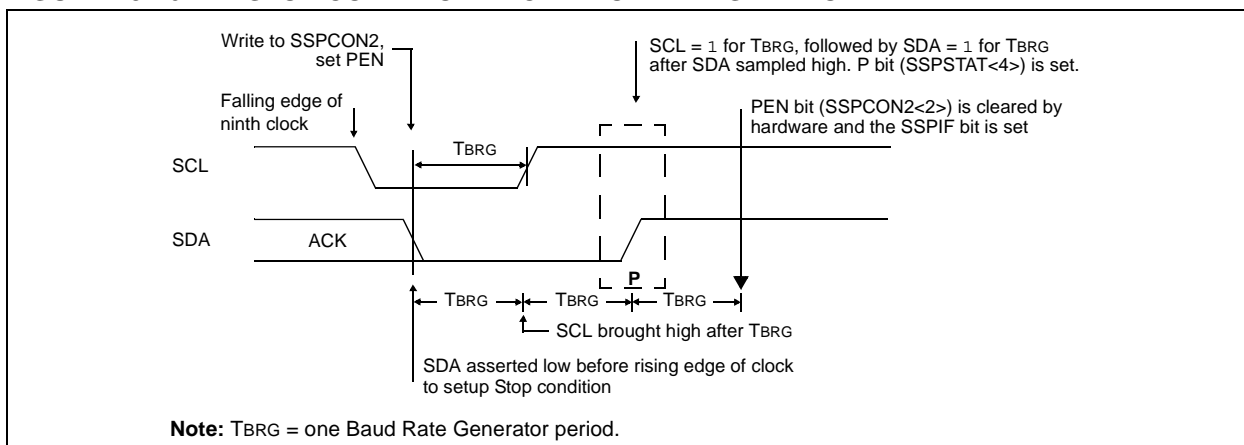 Write to SSPCON2,
set PEN
SCL = 1 for TBRG, followed by SDA = 1 for TBRG
after SDA sampled high. P bit (SSPSTAT<4>) is set.
Falling edge of
ninth clock
PEN bit (SSPCON2<2>) is cleared by
hardware and the SSPIF bit is set
TBRG
SCL
SDA
ACK
P
TBRG
TBRG
TBRG
SCL brought high after TBRG
SDA asserted low before rising edge of clock
to setup Stop condition
Note: TBRG = one Baud Rate Generator period.